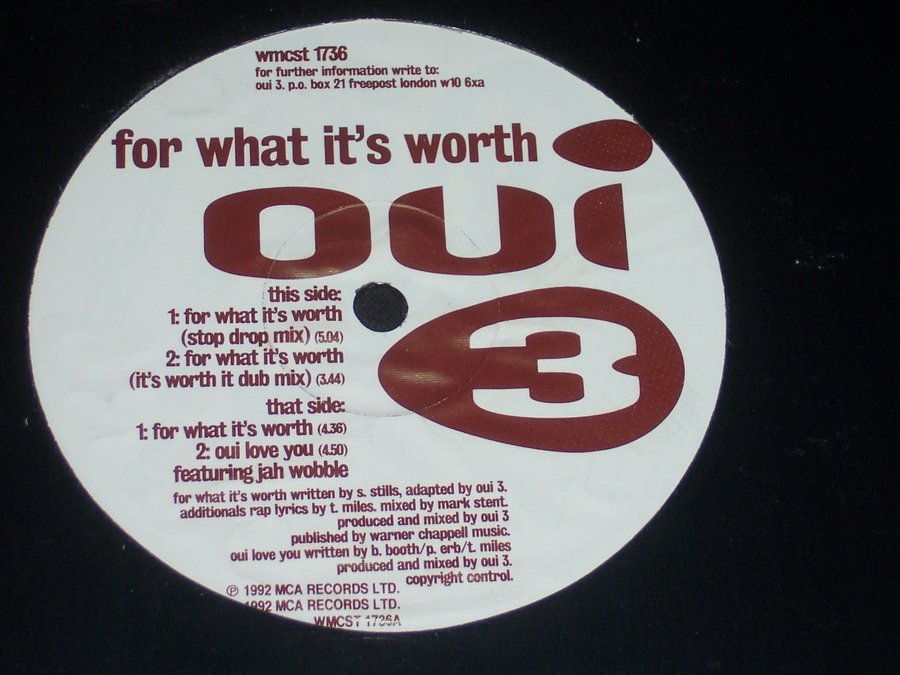 wmcst 1736
for further information write to:
oui 3. p.o. box 21 freepost london w10 6xa
for what it's worth
oui
3
this side:
1: for what it's worth
(stop drop mix) (5.04)
2: for what it's worth
(it's worth it dub mix) (3.44)
that side:
1: for what it's worth (4.36)
2: oui love you (4.50)
featuring jah wobble
for what it's worth written by s. stills, adapted by oui 3.
additionals rap lyrics by t. miles. mixed by mark stent.
produced and mixed by oui 3
published by warner chappell music.
oui love you written by b. booth/p. erb/t. miles
produced and mixed by oui 3.
copyright control.
℗ 1992 MCA RECORDS LTD.
1992 MCA RECORDS LTD.
WMCST 1736A